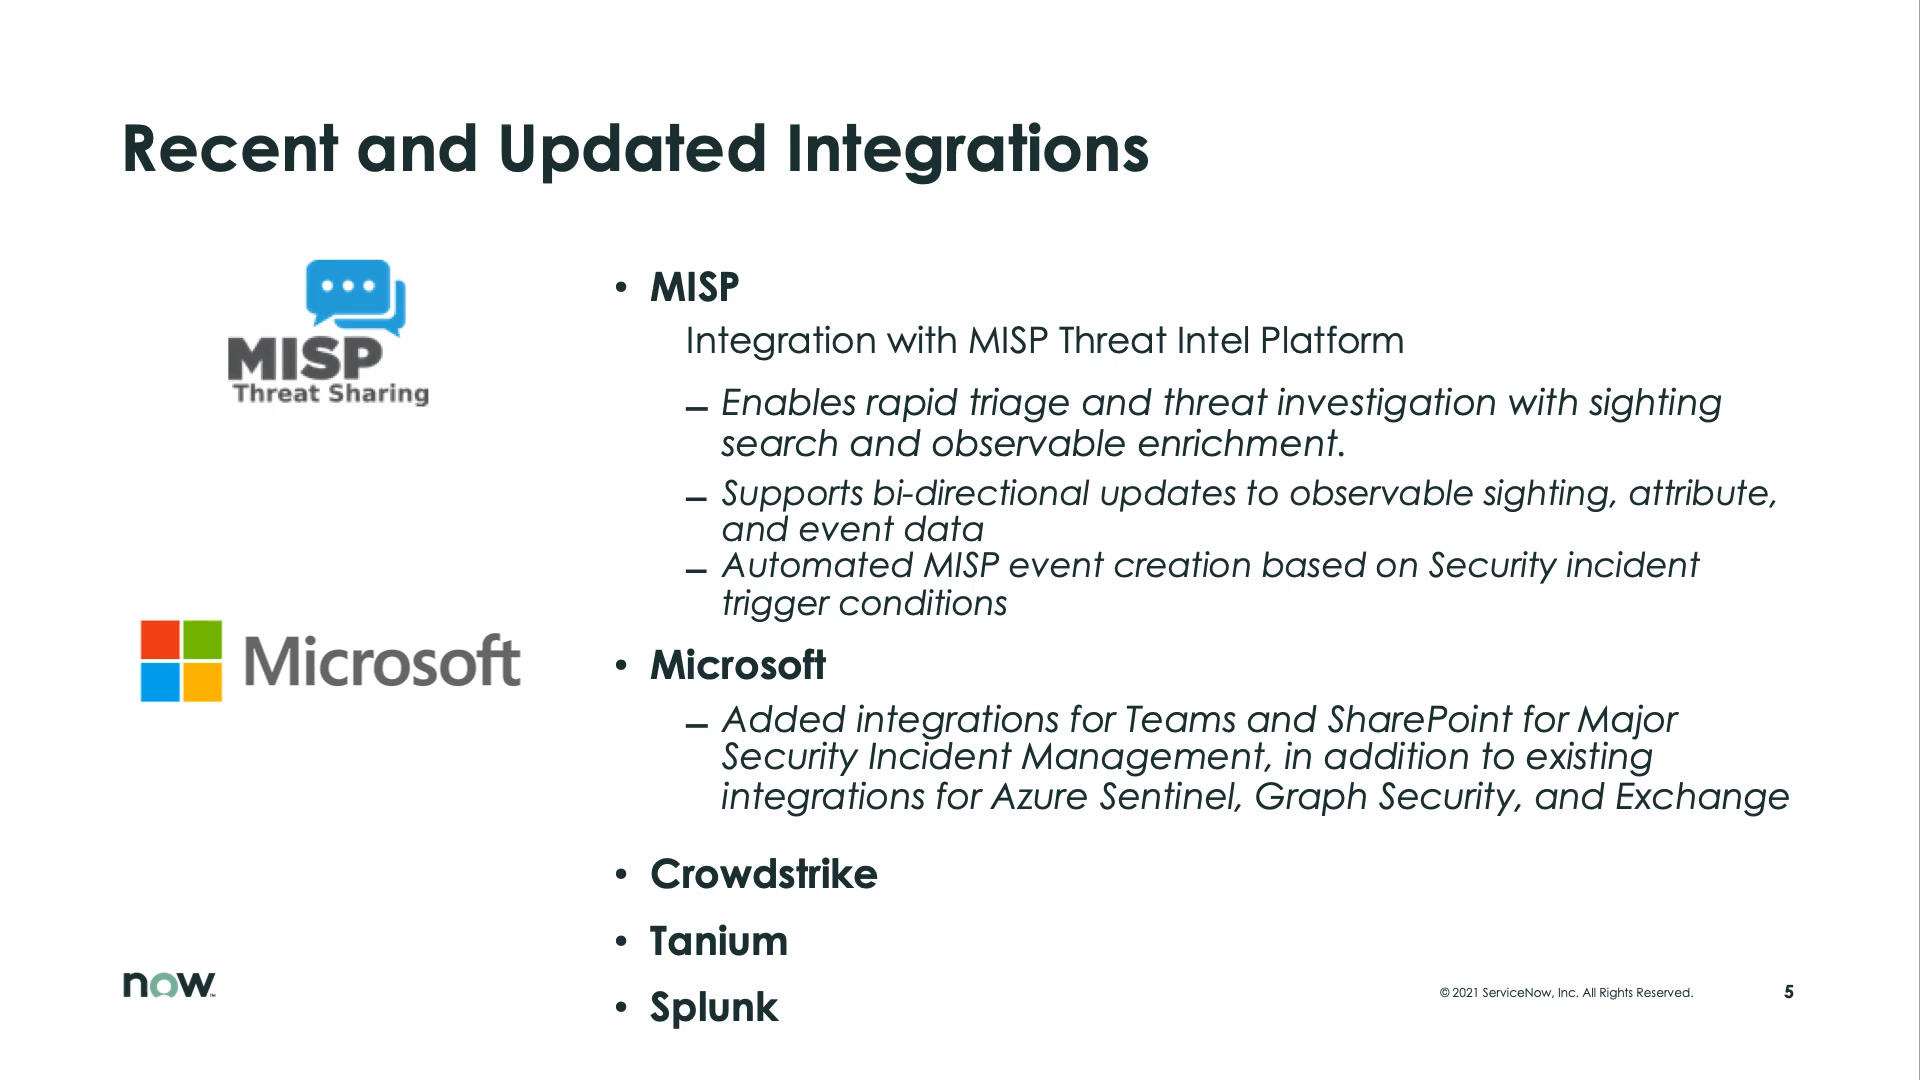 Recent and Updated Integrations
MISP
Threat Sharing
• MISP
Integration with MISP Threat Intel Platform
– Enables rapid triage and threat investigation with sighting
search and observable enrichment.
– Supports bi-directional updates to observable sighting, attribute,
and event data
– Automated MISP event creation based on Security incident
trigger conditions
Microsoft
• Microsoft
– Added integrations for Teams and SharePoint for Major
Security Incident Management, in addition to existing
integrations for Azure Sentinel, Graph Security, and Exchange
• Crowdstrike
• Tanium
• Splunk
now™
© 2021 ServiceNow, Inc. All Rights Reserved.
5